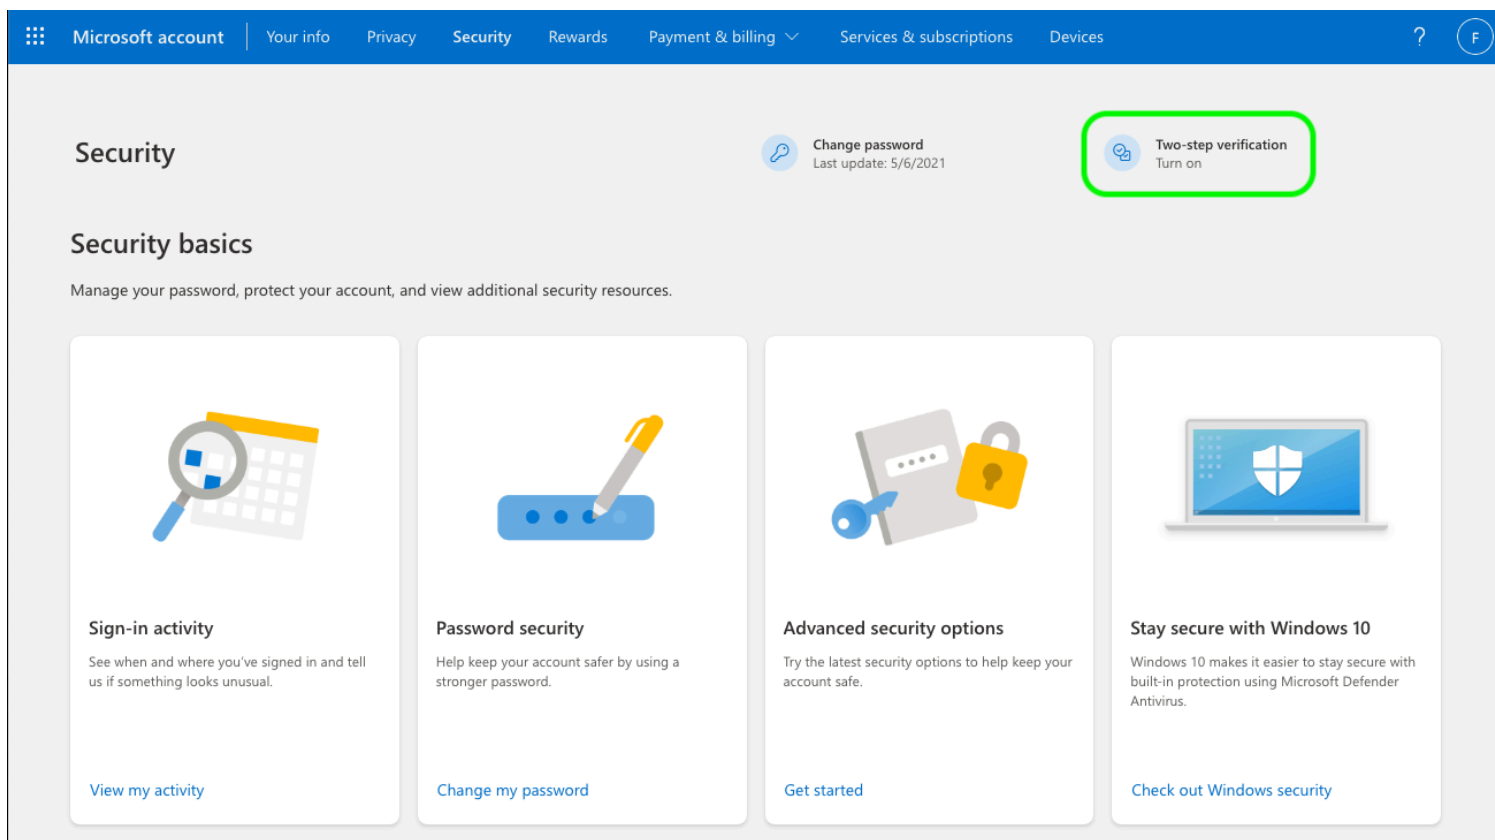 Microsoft account Your info Privacy Security Rewards Payment & billing Services & subscriptions Devices ? F
Security
Change password
Last update: 5/6/2021
Two-step verification
Turn on
Security basics
Manage your password, protect your account, and view additional security resources.
Sign-in activity
See when and where you've signed in and tell
us if something looks unusual.
View my activity
Password security
Help keep your account safer by using a
stronger password.
Change my password
Advanced security options
Try the latest security options to help keep your
account safe.
Get started
Stay secure with Windows 10
Windows 10 makes it easier to stay secure with
built-in protection using Microsoft Defender
Antivirus.
Check out Windows security